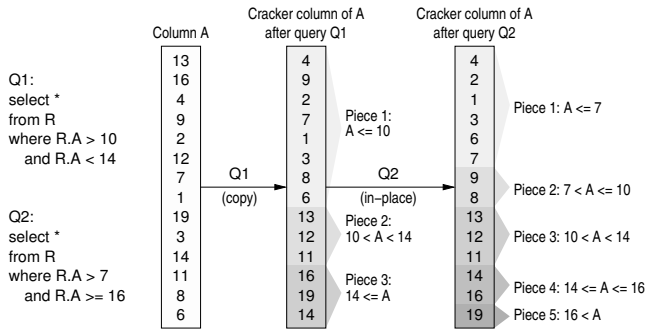 Cracker column of A
after query Q1
Cracker column of A
after query Q2
Column A
Q1:
select *
from R
where R.A > 10
and R.A < 14
Q2:
select *
from R
where R.A > 7
and R.A >= 16
13
16
4
9
2
12
7
1
19
3
14
11
8
6
Q1
(copy)
4
9
2
7
1
3
8
6
13
12
11
16
19
14
Piece 1:
A <= 10
Piece 2:
10 < A < 14
Piece 3:
14 <= A
Q2
(in-place)
4
2
1
3
6
7
9
8
13
12
11
14
16
19
Piece 1: A <= 7
Piece 2: 7 < A <= 10
Piece 3: 10 < A < 14
Piece 4: 14 <= A <= 16
Piece 5: 16 < A